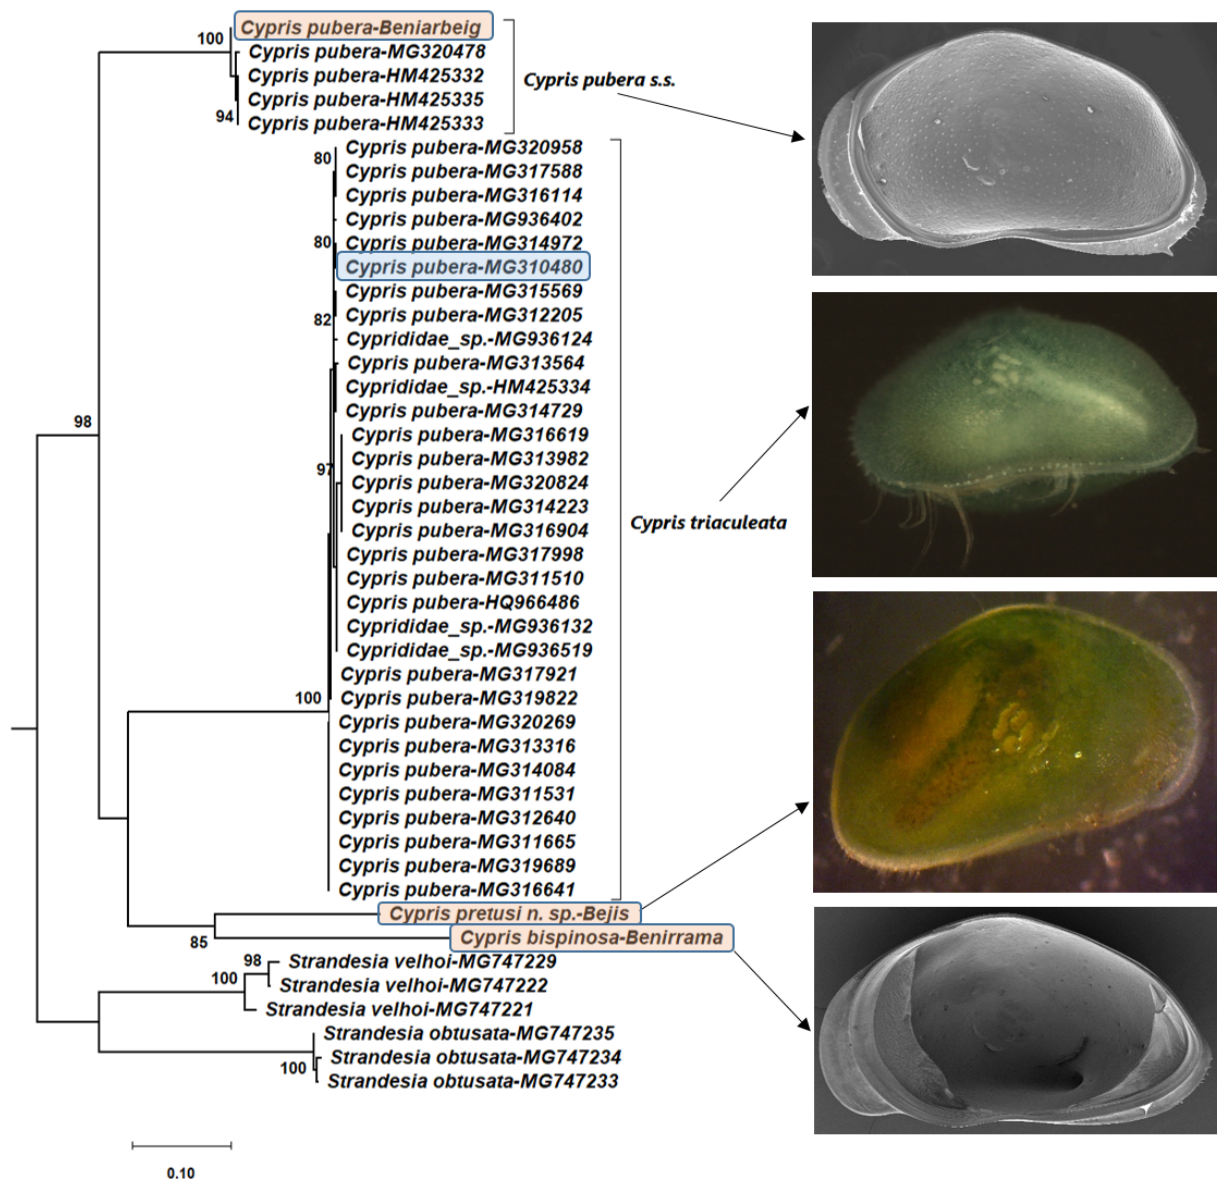 Cypris pubera-Beniarbeig
100
Cypris pubera-MG320478
Cypris pubera-HM425332
Cypris pubera s.s.
Cypris pubera-HM425335
94
Cypris pubera-HM425333
Cypris pubera-MG320958
80
Cypris pubera-MG317588
Cypris pubera-MG316114
Cypris pubera-MG936402
80
Cypris pubera-MG314972
Cypris pubera-MG310480
Cypris pubera-MG315569
82
Cypris pubera-MG312205
Cyprididae_sp.-MG936124
Cypris pubera-MG313564
Cyprididae_sp.-HM425334
Cypris pubera-MG314729
98
Cypris pubera-MG316619
Cypris pubera-MG313982
97
Cypris pubera-MG320824
Cypris pubera-MG314223
Cypris triaculeata
Cypris pubera-MG316904
Cypris pubera-MG317998
Cypris pubera-MG311510
Cypris pubera-HQ966486
Cyprididae_sp.-MG936132
Cyprididae_sp.-MG936519
Cypris pubera-MG317921
100
Cypris pubera-MG319822
Cypris pubera-MG320269
Cypris pubera-MG313316
Cypris pubera-MG314084
Cypris pubera-MG311531
Cypris pubera-MG312640
Cypris pubera-MG311665
Cypris pubera-MG319689
Cypris pubera-MG316641
Cypris pretusi n. sp.-Bejis
85
Cypris bispinosa-Benirrama
98
Strandesia velhoi-MG747229
100
Strandesia velhoi-MG747222
Strandesia velhoi-MG747221
Strandesia obtusata-MG747235
100
Strandesia obtusata-MG747234
Strandesia obtusata-MG747233
0.10